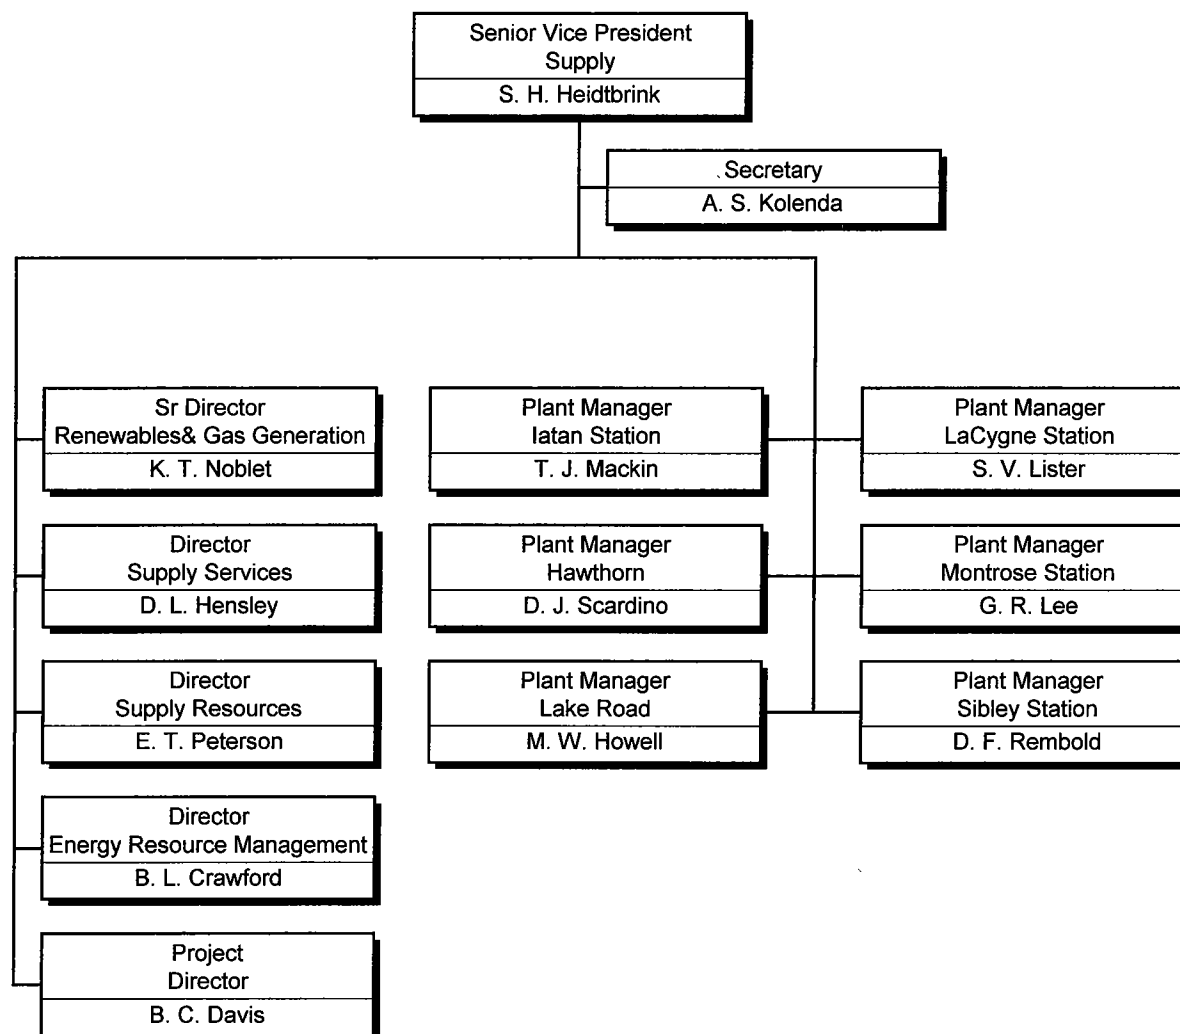 Senior Vice President
Supply
S. H. Heidtbrink
Secretary
A. S. Kolenda
Sr Director
Renewables& Gas Generation
K. T. Noblet
Plant Manager
Iatan Station
T. J. Mackin
Plant Manager
LaCygne Station
S. V. Lister
Director
Supply Services
D. L. Hensley
Plant Manager
Hawthorn
D. J. Scardino
Plant Manager
Montrose Station
G. R. Lee
Director
Supply Resources
E. T. Peterson
Plant Manager
Lake Road
M. W. Howell
Plant Manager
Sibley Station
D. F. Rembold
Director
Energy Resource Management
B. L. Crawford
Project
Director
B. C. Davis